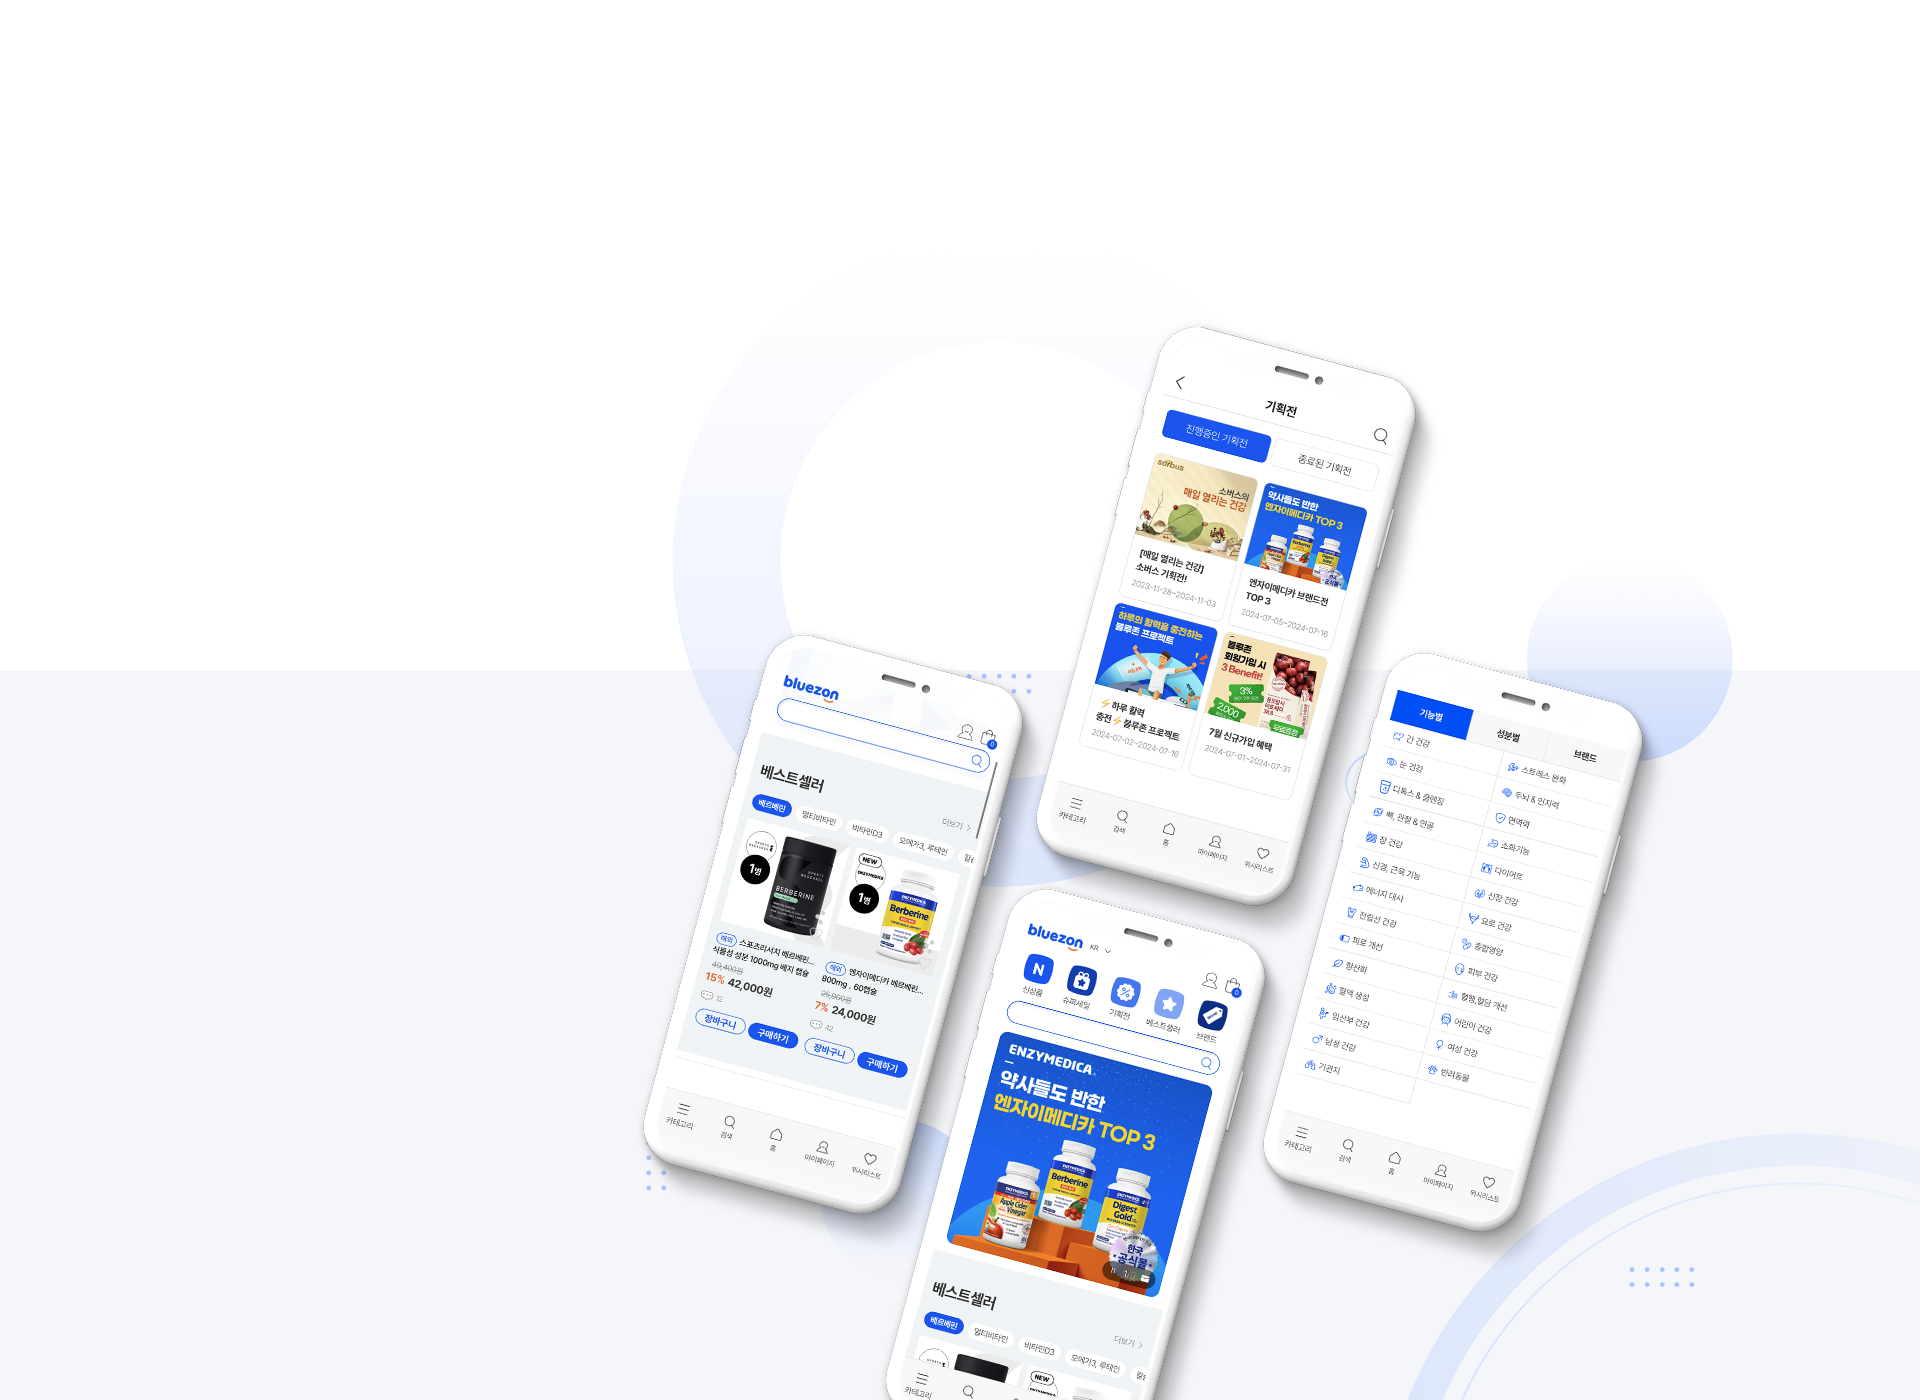 기획전
진행중인 기획전
종료된 기획전
sorbus
소버스의
매일 열리는 건강
[매일 열리는 건강]
소버스 기획전!
2023-11-28~2024-11-03
약사들도 반한
엔자이메디카 TOP 3
Berberine
Digest
엔자이메디카 브랜드전
TOP 3
2024-07-05~2024-07-16
하루의 활력을 충전하는
블루존 프로젝트
⚡하루 활력
충전⚡블루존 프로젝트
2024-07-02~2024-07-16
블루존
회원가입 시
3 Benefit!
3%
2,000
무료증정
7월 신규가입 혜택
2024-07-01~2024-07-31
카테고리
검색
홈
마이페이지
위시리스트
bluezon
0
베스트셀러
더보기
베르베린
멀티비타민
비타민D3
오메가3, 루테인
1병
SPORTS
RESEARCH
BERBERINE
해외 스포츠리서치 베르베린...
식물성 성분 1000mg 베지 캡슐
49,400원
15% 42,000원
12
장바구니
구매하기
NEW
ENZYMEDICA
1병
ENZYMEDICA
Berberine
해외 엔자이메디카 베르베린...
800mg , 60캡슐
25,900원
7% 24,000원
42
장바구니
구매하기
카테고리
검색
홈
마이페이지
위시리스트
기능별
성분별
브랜드
간 건강
스트레스 완화
눈 건강
두뇌 & 인지력
디톡스 & 클렌징
면역력
뼈, 관절 & 연골
소화기능
장 건강
다이어트
신경, 근육 기능
신장 건강
에너지 대사
요로 건강
전립선 건강
종합영양
피로 개선
피부 건강
항산화
혈행,혈당 개선
혈액 생성
어린이 건강
임산부 건강
여성 건강
남성 건강
반려동물
기관지
카테고리
검색
홈
마이페이지
위시리스트
bluezon
KR
0
N
신상품
슈퍼세일
기획전
베스트셀러
브랜드
ENZYMEDICA
약사들도 반한
엔자이메디카 TOP 3
ENZYMEDICA
Apple Cider
Vinegar
ENZYMEDICA
Berberine
ENZYMEDICA
Digest
Gold
한국
공식몰
베스트셀러
더보기
베르베린
멀티비타민
비타민D3
오메가3, 루테인
NEW
카테고리